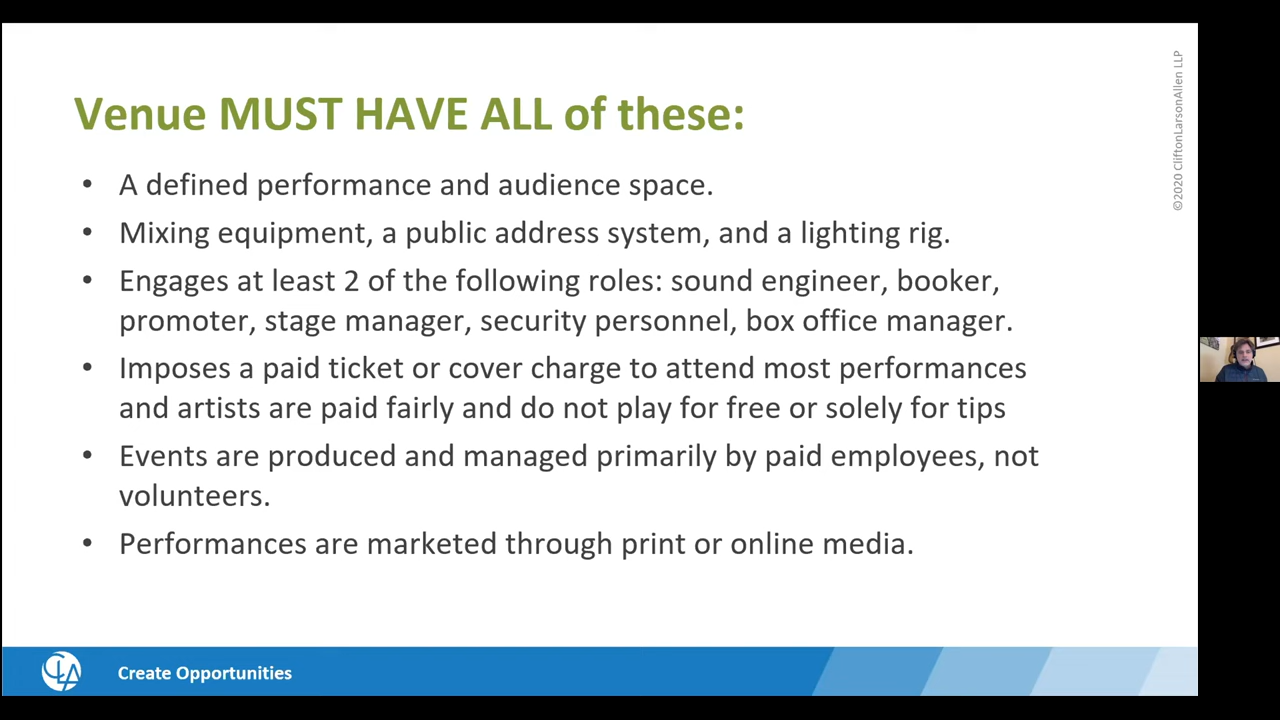 Venue MUST HAVE ALL of these:
• A defined performance and audience space.
• Mixing equipment, a public address system, and a lighting rig.
• Engages at least 2 of the following roles: sound engineer, booker,
promoter, stage manager, security personnel, box office manager.
• Imposes a paid ticket or cover charge to attend most performances
and artists are paid fairly and do not play for free or solely for tips
• Events are produced and managed primarily by paid employees, not
volunteers.
• Performances are marketed through print or online media.
©2020 CliftonLarsonAllen LLP
CLA
Create Opportunities